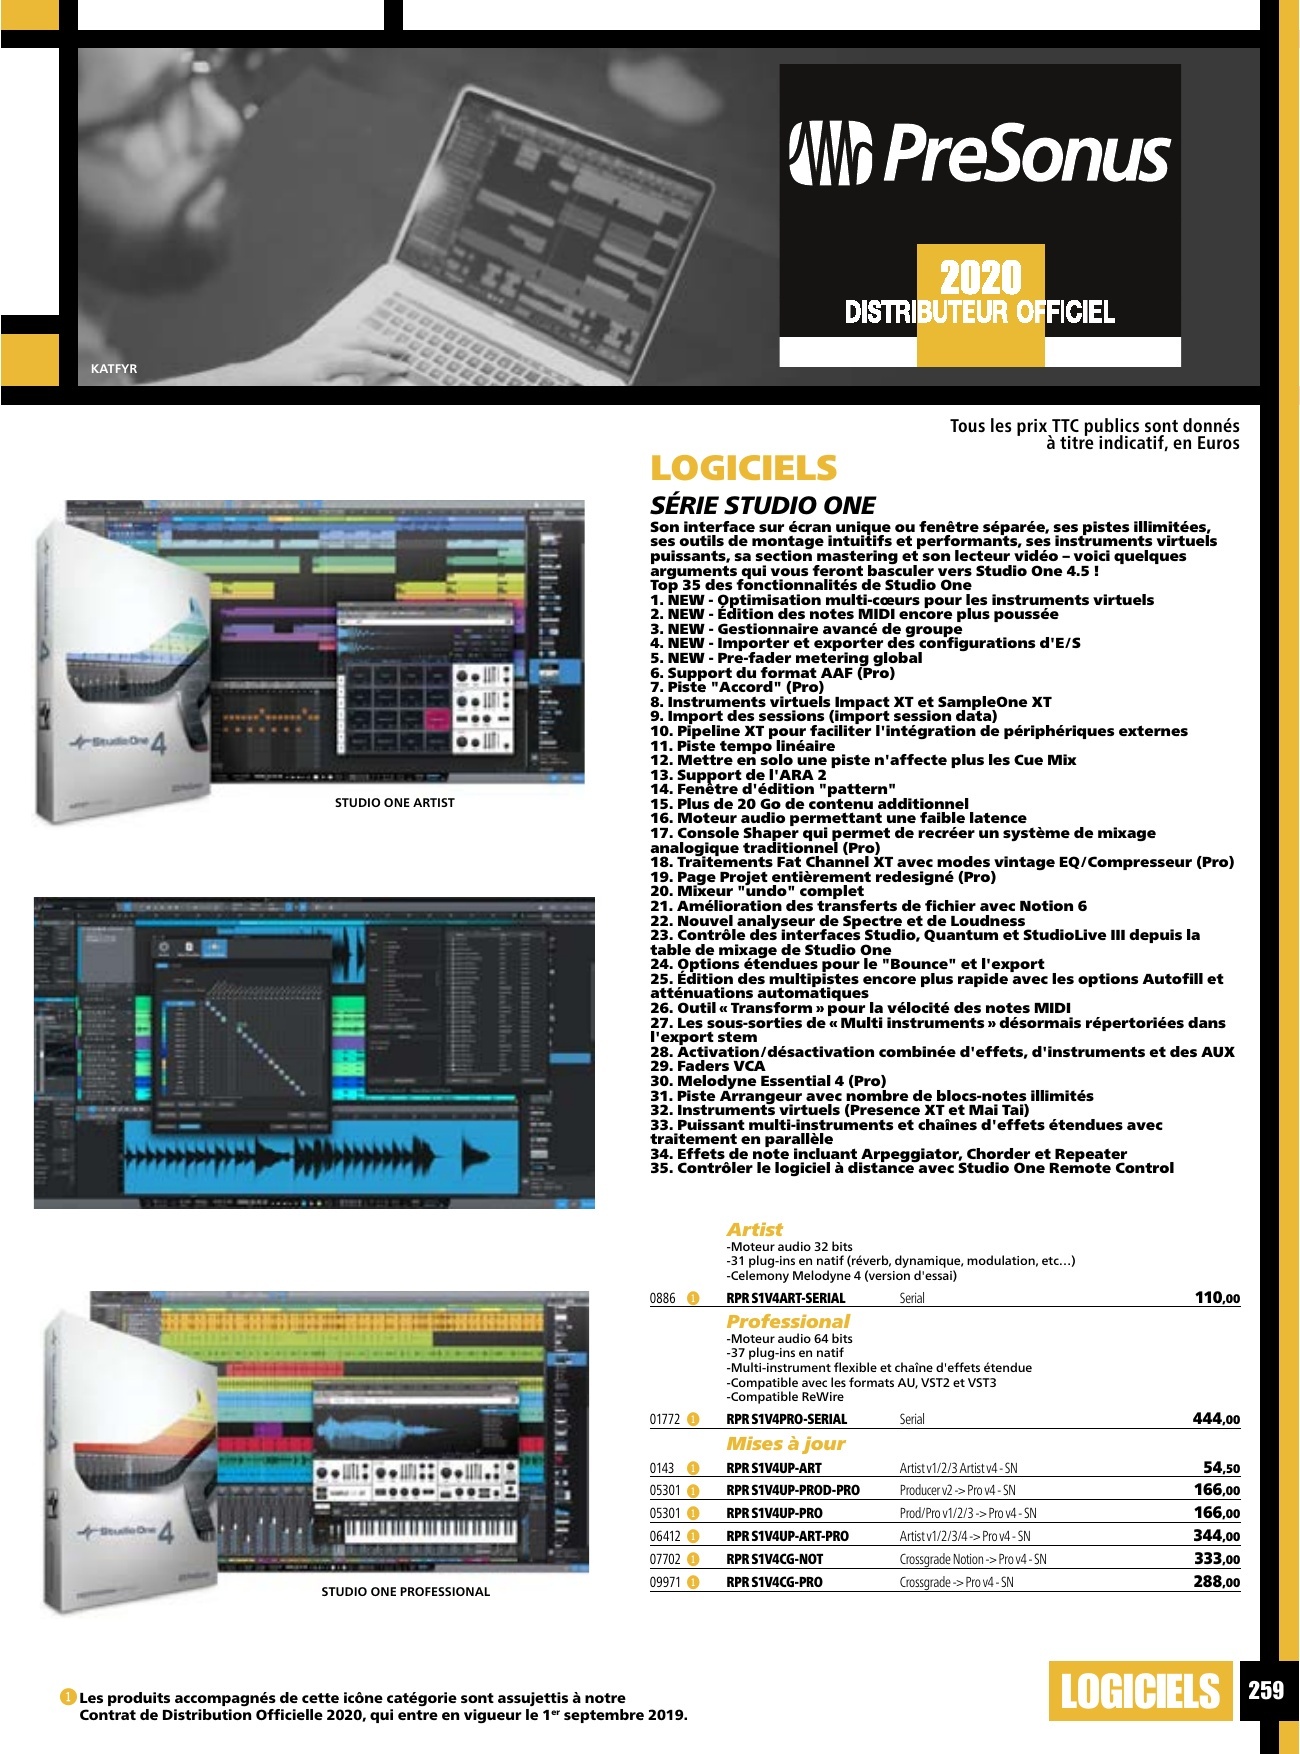 PreSonus
2020
DISTRIBUTEUR OFFICIEL
KATFYR
Tous les prix TTC publics sont donnés
à titre indicatif, en Euros
LOGICIELS
SÉRIE STUDIO ONE
Son interface sur écran unique ou fenêtre séparée, ses pistes illimitées,
ses outils de montage intuitifs et performants, ses instruments virtuels
puissants, sa section mastering et son lecteur vidéo – voici quelques
arguments qui vous feront basculer vers Studio One 4.5 !
Top 35 des fonctionnalités de Studio One
1. NEW - Optimisation multi-cœurs pour les instruments virtuels
2. NEW - Édition des notes MIDI encore plus poussée
3. NEW - Gestionnaire avancé de groupe
4. NEW - Importer et exporter des configurations d'E/S
5. NEW - Pre-fader metering global
6. Support du format AAF (Pro)
7. Piste "Accord" (Pro)
8. Instruments virtuels Impact XT et SampleOne XT
9. Import des sessions (import session data)
10. Pipeline XT pour faciliter l'intégration de périphériques externes
11. Piste tempo linéaire
12. Mettre en solo une piste n'affecte plus les Cue Mix
13. Support de l'ARA 2
14. Fenêtre d'édition "pattern"
15. Plus de 20 Go de contenu additionnel
16. Moteur audio permettant une faible latence
17. Console Shaper qui permet de recréer un système de mixage
analogique traditionnel (Pro)
18. Traitements Fat Channel XT avec modes vintage EQ/Compresseur (Pro)
19. Page Projet entièrement redesigné (Pro)
20. Mixeur "undo" complet
21. Amélioration des transferts de fichier avec Notion 6
22. Nouvel analyseur de Spectre et de Loudness
23. Contrôle des interfaces Studio, Quantum et StudioLive III depuis la
table de mixage de Studio One
24. Options étendues pour le "Bounce" et l'export
25. Édition des multipistes encore plus rapide avec les options Autofill et
atténuations automatiques
26. Outil « Transform » pour la vélocité des notes MIDI
27. Les sous-sorties de « Multi instruments » désormais répertoriées dans
l'export stem
28. Activation/désactivation combinée d'effets, d'instruments et des AUX
29. Faders VCA
30. Melodyne Essential 4 (Pro)
31. Piste Arrangeur avec nombre de blocs-notes illimités
32. Instruments virtuels (Presence XT et Mai Tai)
33. Puissant multi-instruments et chaînes d'effets étendues avec
traitement en parallèle
34. Effets de note incluant Arpeggiator, Chorder et Repeater
35. Contrôler le logiciel à distance avec Studio One Remote Control
Studio One 4
STUDIO ONE ARTIST
Studio One 4
STUDIO ONE PROFESSIONAL
Artist
-Moteur audio 32 bits
-31 plug-ins en natif (réverb, dynamique, modulation, etc…)
-Celemony Melodyne 4 (version d'essai)
0886 1 RPR S1V4ART-SERIAL Serial 110,00
Professional
-Moteur audio 64 bits
-37 plug-ins en natif
-Multi-instrument flexible et chaîne d'effets étendue
-Compatible avec les formats AU, VST2 et VST3
-Compatible ReWire
01772 1 RPR S1V4PRO-SERIAL Serial 444,00
Mises à jour
0143 1 RPR S1V4UP-ART Artist v1/2/3 Artist v4 - SN 54,50
05301 1 RPR S1V4UP-PROD-PRO Producer v2 -> Pro v4 - SN 166,00
05301 1 RPR S1V4UP-PRO Prod/Pro v1/2/3 -> Pro v4 - SN 166,00
06412 1 RPR S1V4UP-ART-PRO Artist v1/2/3/4 -> Pro v4 - SN 344,00
07702 1 RPR S1V4CG-NOT Crossgrade Notion -> Pro v4 - SN 333,00
09971 1 RPR S1V4CG-PRO Crossgrade -> Pro v4 - SN 288,00
1 Les produits accompagnés de cette icône catégorie sont assujettis à notre
Contrat de Distribution Officielle 2020, qui entre en vigueur le 1er septembre 2019.
LOGICIELS 259